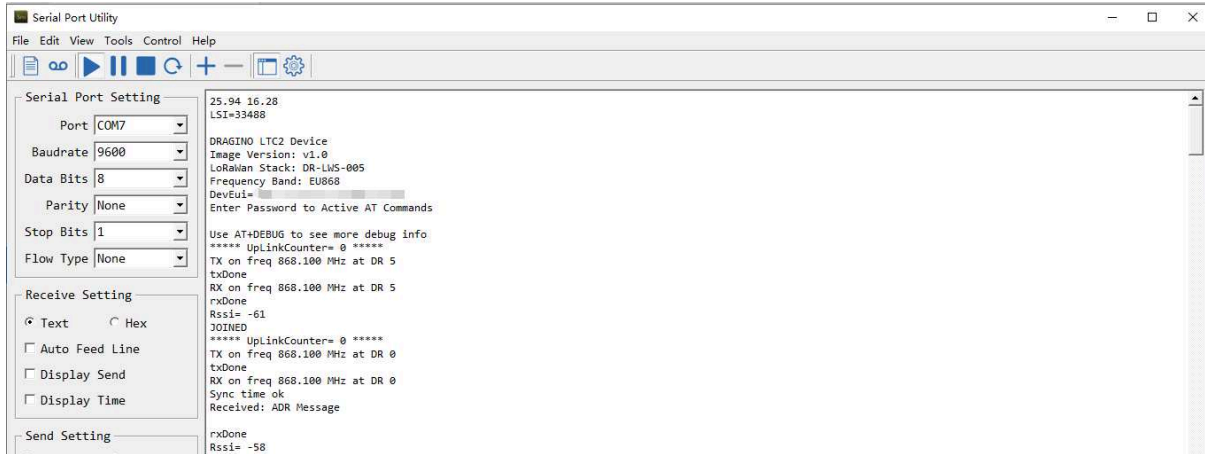 Serial Port Utility
File Edit View Tools Control Help
Serial Port Setting
Port COM7
Baudrate 9600
Data Bits 8
Parity None
Stop Bits 1
Flow Type None
Receive Setting
Text Hex
Auto Feed Line
Display Send
Display Time
Send Setting
25.94 16.28
LSI=33488
DRAGINO LTC2 Device
Image Version: v1.0
LoRaWan Stack: DR-LWS-005
Frequency Band: EU868
DevEui=
Enter Password to Active AT Commands
Use AT+DEBUG to see more debug info
***** UpLinkCounter= 0 *****
TX on freq 868.100 MHz at DR 5
txDone
RX on freq 868.100 MHz at DR 5
rxDone
Rssi= -61
JOINED
***** UpLinkCounter= 0 *****
TX on freq 868.100 MHz at DR 0
txDone
RX on freq 868.100 MHz at DR 0
Sync time ok
Received: ADR Message
rxDone
Rssi= -58